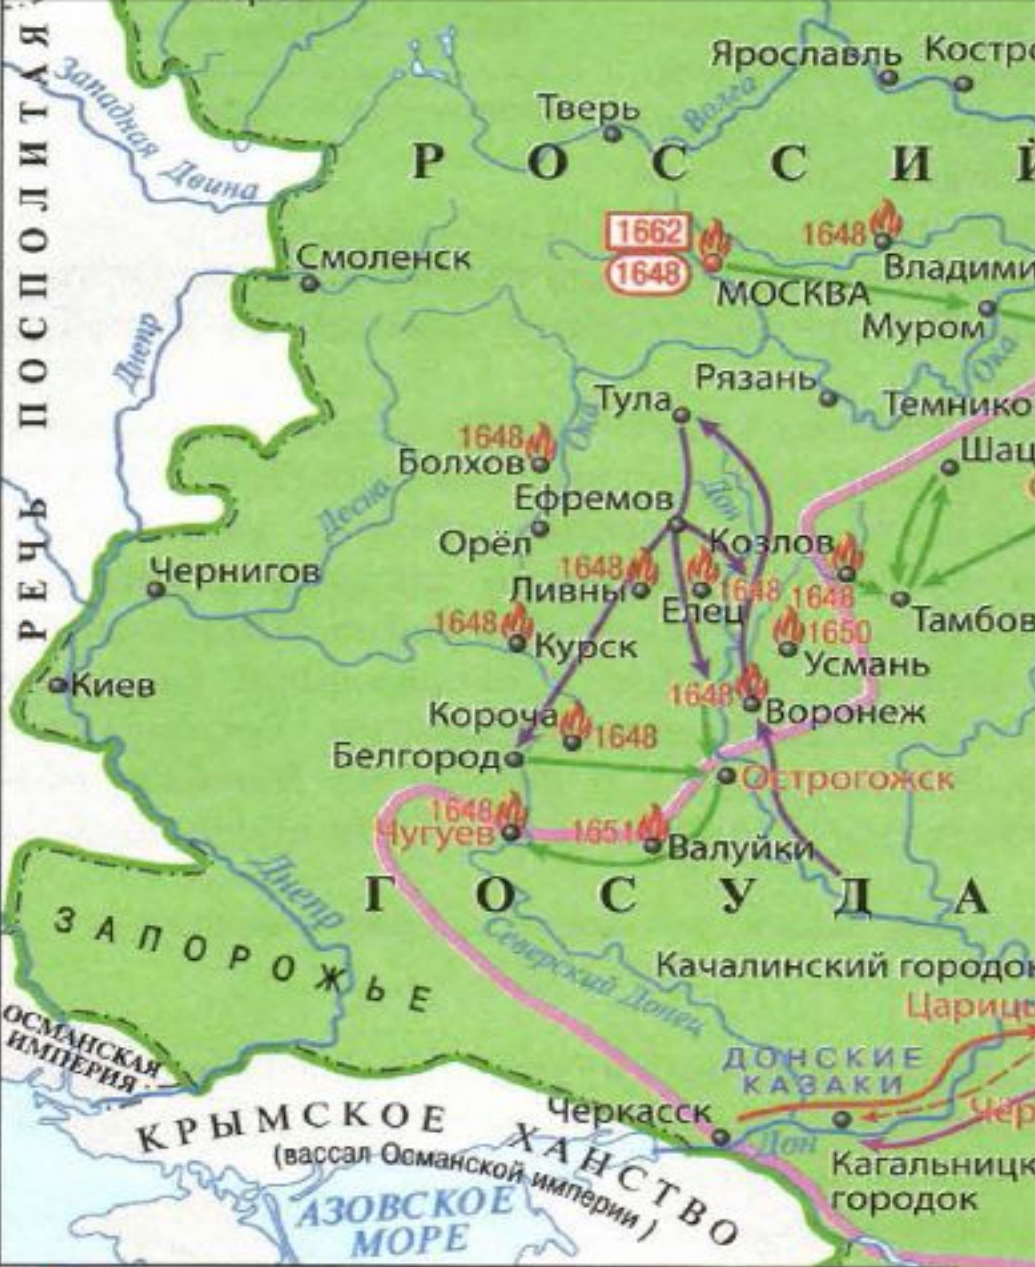 РЕЧЬ ПОСПОЛИТАЯ
Западная Двина
Ярославль
Костро
Тверь
Волга
РОССИЙ
1662
1648
МОСКВА
1648
Владими
Муром
Ока
Смоленск
Днепр
Рязань
Тула
Темнико
Шац
1648
Болхов
Ока
Ефремов
Дон
Орёл
Десна
Козлов
1648
Чернигов
1648
Ливны
Елец
1648
Тамбов
1648
Курск
1650
Усмань
Киев
1648
Воронеж
Короча
1648
Белгород
Острогожск
1648
Чугуев
1651
Валуйки
ГОСУДА
Днепр
ЗАПОРОЖЬЕ
Северский Донец
Качалинский городок
Цариц
ОСМАНСКАЯ
ИМПЕРИЯ
ДОНСКИЕ
КАЗАКИ
Черкасск
Чёр
Дон
КРЫМСКОЕ ХАНСТВО
(вассал Османской империи)
Кагальницк
городок
АЗОВСКОЕ
МОРЕ